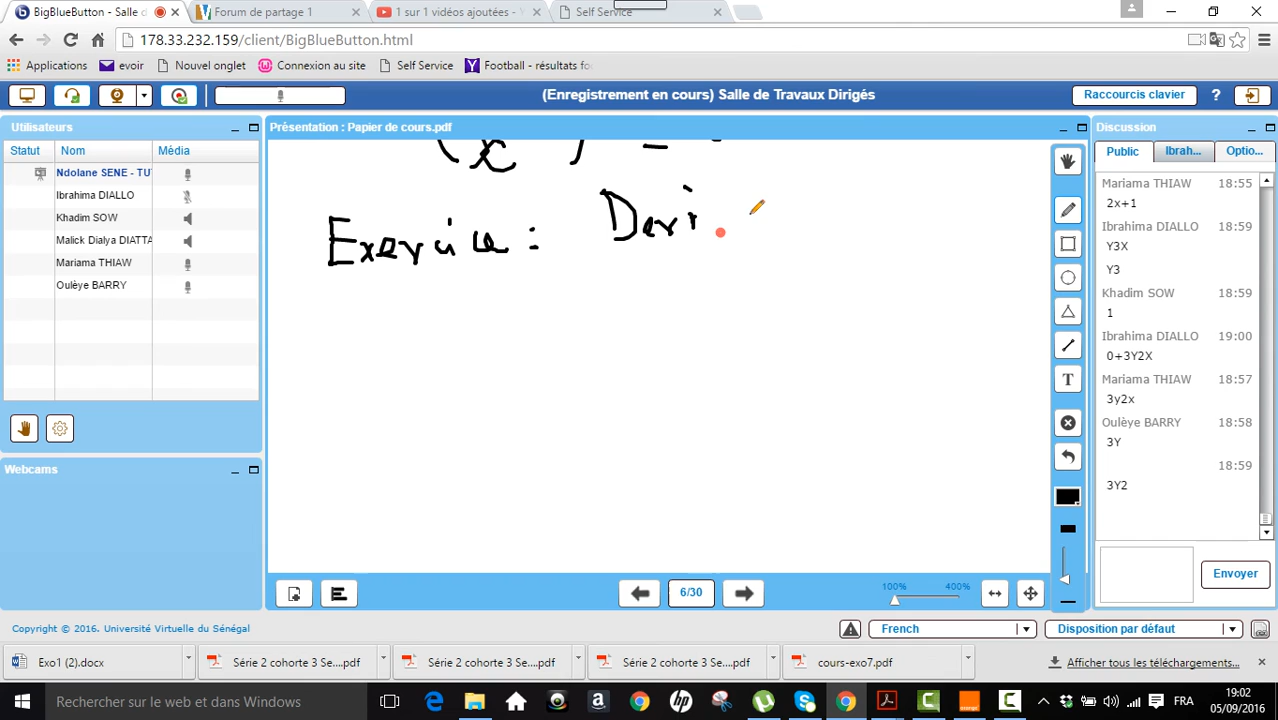 BigBlueButton - Salle d
Forum de partage 1
1 sur 1 vidéos ajoutées -
Self Service
178.33.232.159/client/BigBlueButton.html
Applications
envoir
Nouvel onglet
Connexion au site
Self Service
Football - résultats fo
(Enregistrement en cours) Salle de Travaux Dirigés
Raccourcis clavier
?
Utilisateurs
Statut Nom Média
Ndolane SENE - TU
Ibrahima DIALLO
Khadim SOW
Malick Dialya DIATTA
Mariama THIAW
Oulèye BARRY
Webcams
Présentation : Papier de cours.pdf
Exercice : Deri
6/30
100% 400%
Discussion
Public Ibrah... Optio...
Mariama THIAW 18:55
2x+1
Ibrahima DIALLO 18:59
Y3X
Y3
Khadim SOW 18:59
1
Ibrahima DIALLO 19:00
0+3Y2X
Mariama THIAW 18:57
3y2x
Oulèye BARRY 18:58
3Y
18:59
3Y2
Envoyer
Copyright © 2016. Université Virtuelle du Sénégal
French
Disposition par défaut
Exo1 (2).docx
Série 2 cohorte 3 Se....pdf
Série 2 cohorte 3 Se....pdf
Série 2 cohorte 3 Se....pdf
cours-exo7.pdf
Afficher tous les téléchargements...
Rechercher sur le web et dans Windows
FRA
19:02
05/09/2016